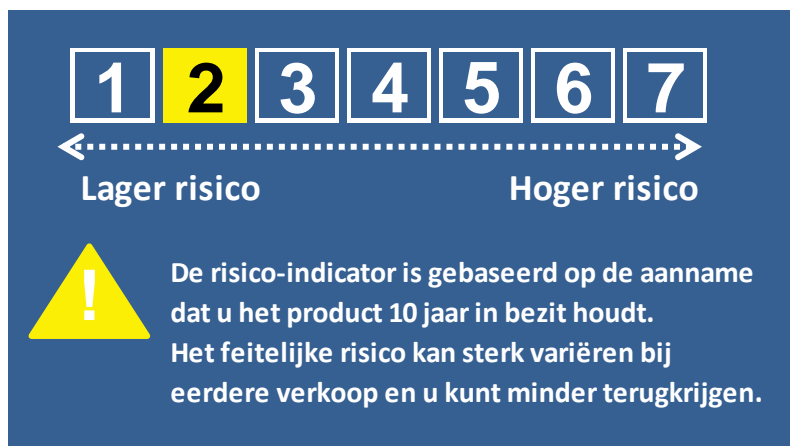 1 2 3 4 5 6 7
Lager risico Hoger risico
!
De risico-indicator is gebaseerd op de aanname
dat u het product 10 jaar in bezit houdt.
Het feitelijke risico kan sterk variëren bij
eerdere verkoop en u kunt minder terugkrijgen.